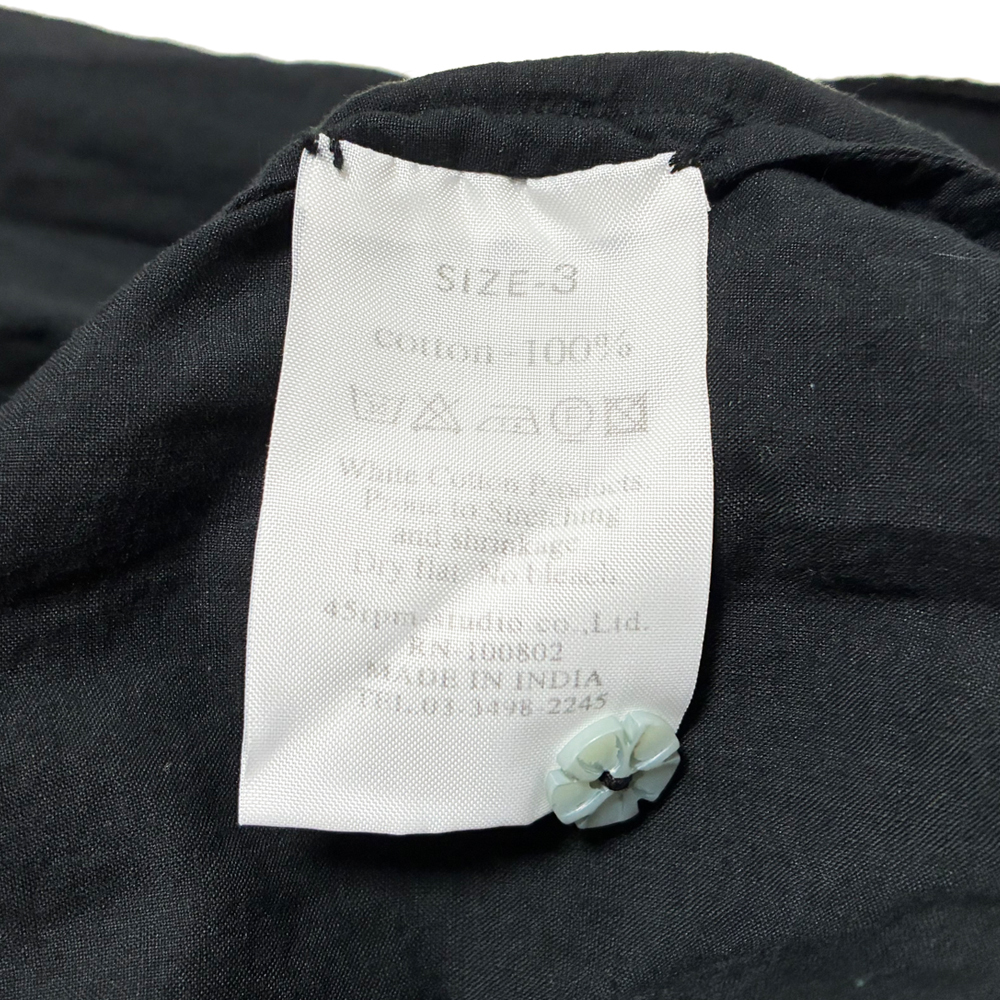 SIZE-3
cotton-100%
White Cotton Products
Prone to Stretching
and shrinkage
Dry flat. No bleach.
45rpm studio co.,Ltd.
RN 100802
MADE IN INDIA
TEL.03-3498-2245